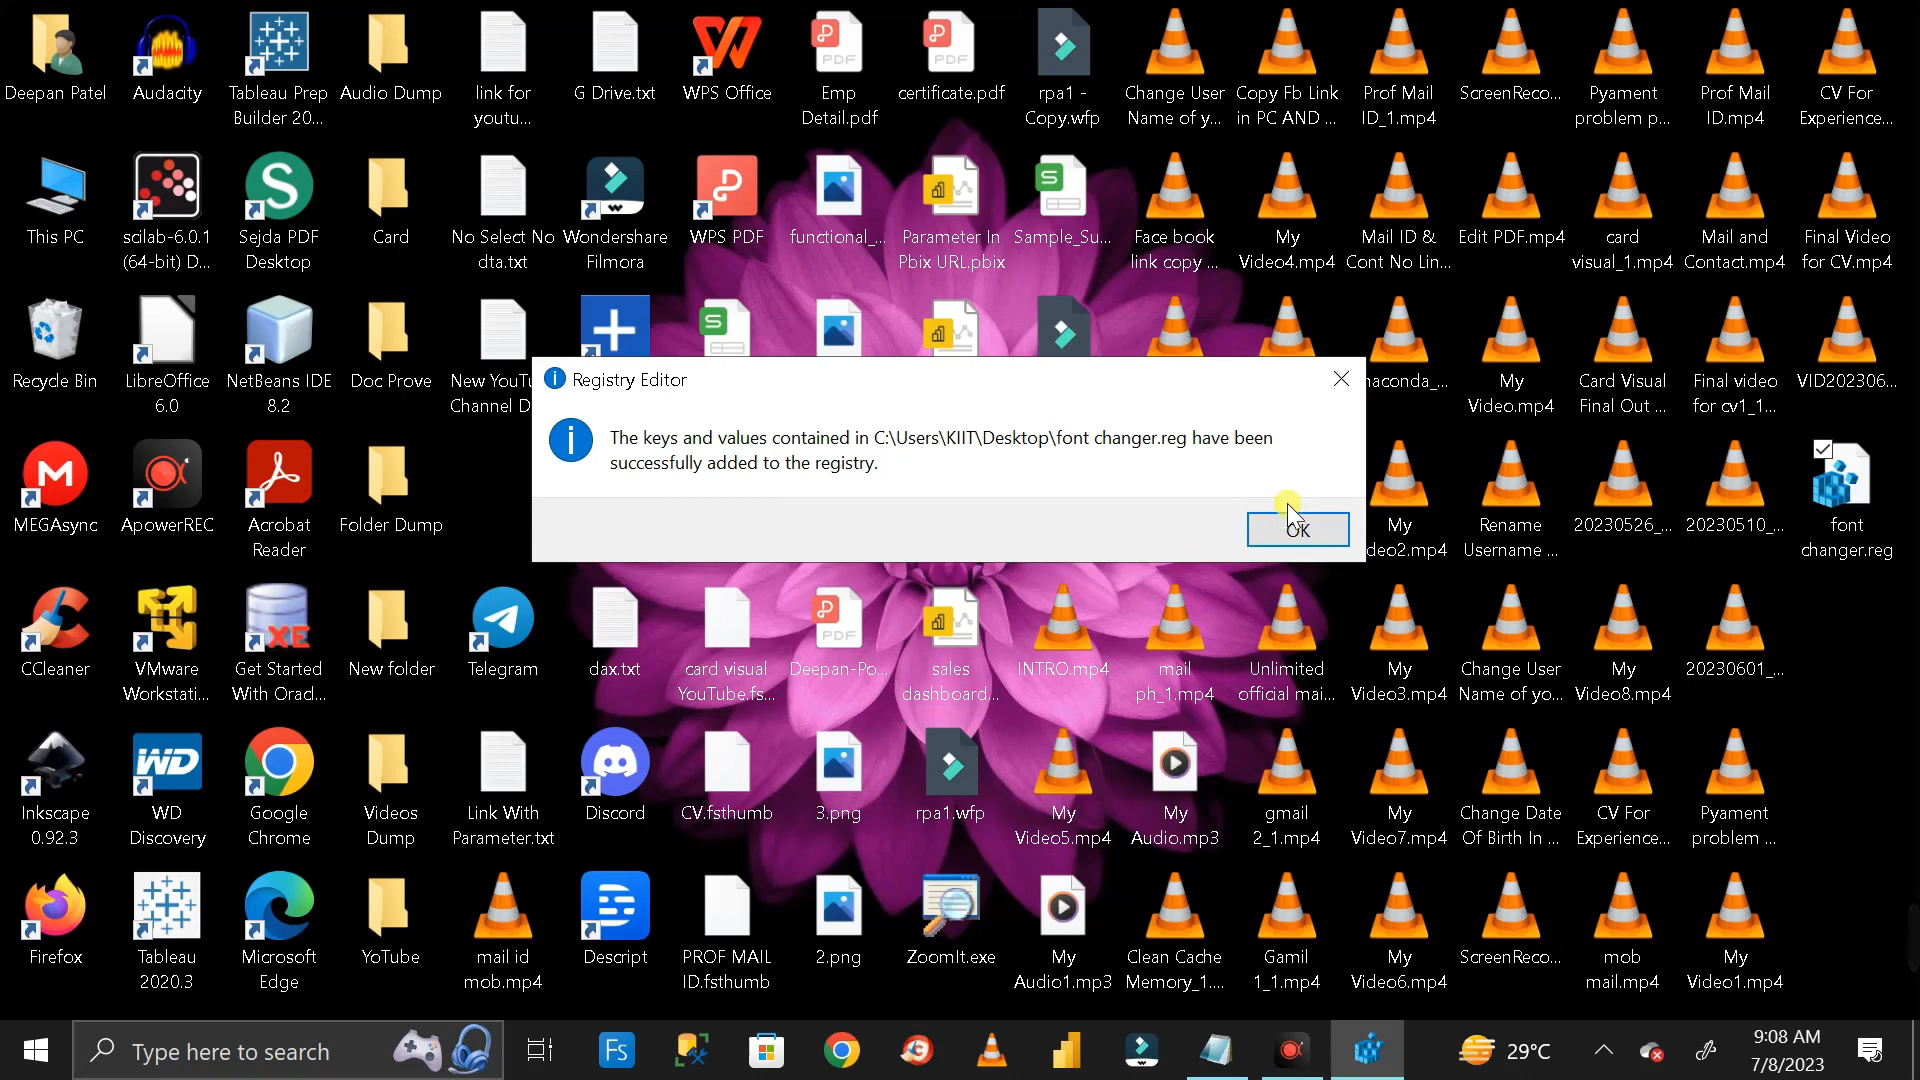 Deepan Patel
Audacity
Tableau Prep
Builder 20...
Audio Dump
link for
youtu...
G Drive.txt
WPS Office
Emp
Detail.pdf
certificate.pdf
rpa1 -
Copy.wfp
Change User
Name of y...
Copy Fb Link
in PC AND ...
Prof Mail
ID_1.mp4
ScreenReco...
Pyament
problem p...
Prof Mail
ID.mp4
CV For
Experience...
This PC
scilab-6.0.1
(64-bit) D...
Sejda PDF
Desktop
Card
No Select No
dta.txt
Wondershare
Filmora
WPS PDF
functional_...
Parameter In
Pbix URL.pbix
Sample_Su...
Face book
link copy ...
My
Video4.mp4
Mail ID &
Cont No Lin...
Edit PDF.mp4
card
visual_1.mp4
Mail and
Contact.mp4
Final Video
for CV.mp4
Recycle Bin
LibreOffice
6.0
NetBeans IDE
8.2
Doc Prove
New YouTu
Channel D
naconda_...
My
Video.mp4
Card Visual
Final Out ...
Final video
for cv1_1...
VID202306...
Registry Editor
The keys and values contained in C:\Users\KIIT\Desktop\font changer.reg have been
successfully added to the registry.
OK
MEGAsync
ApowerREC
Acrobat
Reader
Folder Dump
My
deo2.mp4
Rename
Username ...
20230526_...
20230510_...
font
changer.reg
CCleaner
VMware
Workstati...
Get Started
With Oracl...
New folder
Telegram
dax.txt
card visual
YouTube.fs...
Deepan-Po...
sales
dashboard...
INTRO.mp4
mail
ph_1.mp4
Unlimited
official mai...
My
Video3.mp4
Change User
Name of yo...
My
Video8.mp4
20230601_...
Inkscape
0.92.3
WD
Discovery
Google
Chrome
Videos
Dump
Link With
Parameter.txt
Discord
CV.fsthumb
3.png
rpa1.wfp
My
Video5.mp4
My
Audio.mp3
gmail
2_1.mp4
My
Video7.mp4
Change Date
Of Birth In ...
CV For
Experience...
Pyament
problem ...
Firefox
Tableau
2020.3
Microsoft
Edge
YoTube
mail id
mob.mp4
Descript
PROF MAIL
ID.fsthumb
2.png
ZoomIt.exe
My
Audio1.mp3
Clean Cache
Memory_1....
Gamil
1_1.mp4
My
Video6.mp4
ScreenReco...
mob
mail.mp4
My
Video1.mp4
Type here to search
Fs
29°C
9:08 AM
7/8/2023